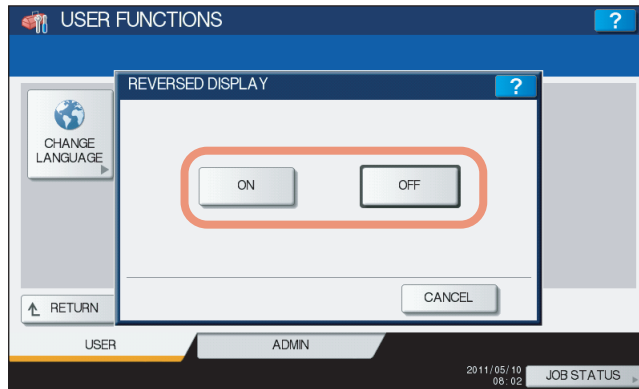 USER FUNCTIONS
?
REVERSED DISPLAY
?
CHANGE
LANGUAGE
ON
OFF
CANCEL
RETURN
USER
ADMIN
2011/05/10
08:02
JOB STATUS